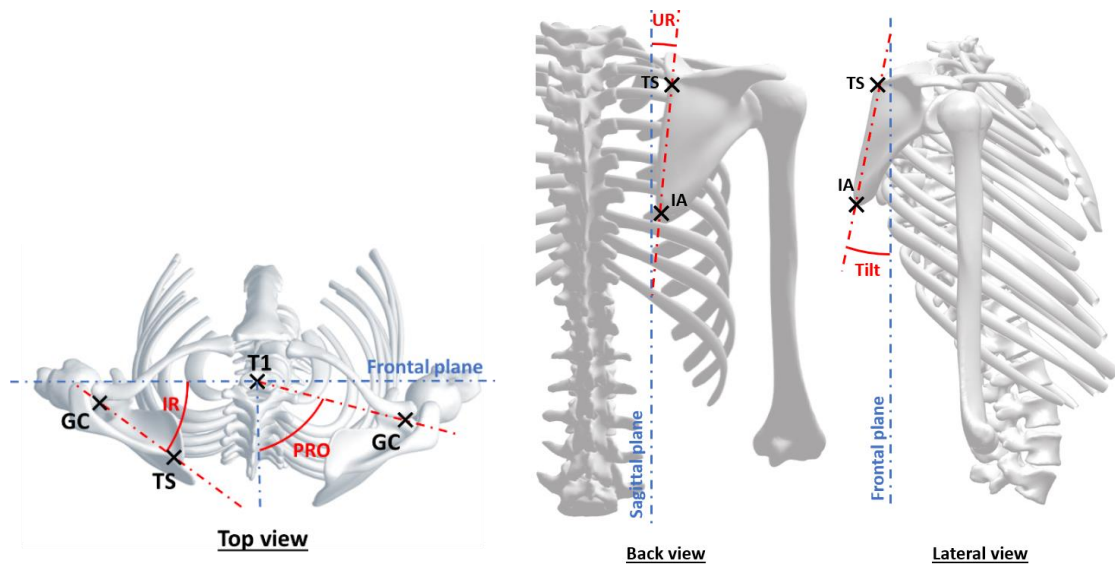 T1
Frontal plane
IR
GC
GC
PRO
TS
Top view
UR
TS
IA
Sagittal plane
Back view
TS
IA
Tilt
Frontal plane
Lateral view